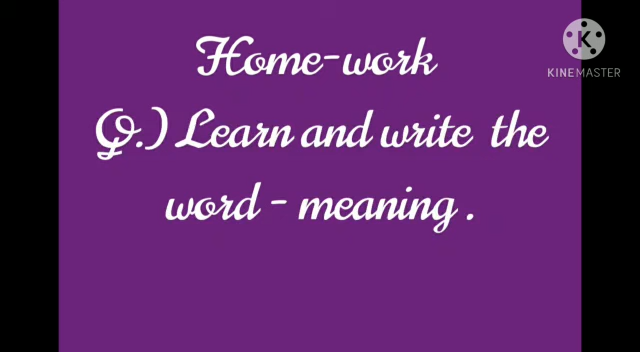 Home-work
Q.) Learn and write the
word - meaning .
KINEMASTER